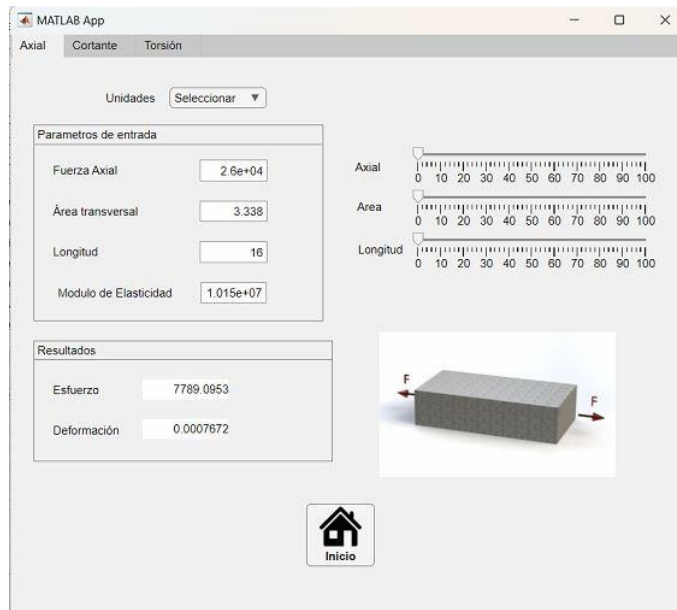 MATLAB App
Axial Cortante Torsión
Unidades Seleccionar
Parametros de entrada
Fuerza Axial 2.6e+04
Área transversal 3.338
Longitud 16
Modulo de Elasticidad 1.015e+07
Axial
0 10 20 30 40 50 60 70 80 90 100
Area
0 10 20 30 40 50 60 70 80 90 100
Longitud
0 10 20 30 40 50 60 70 80 90 100
Resultados
Esfuerzo 7789.0953
Deformación 0.0007672
F
F
Inicio